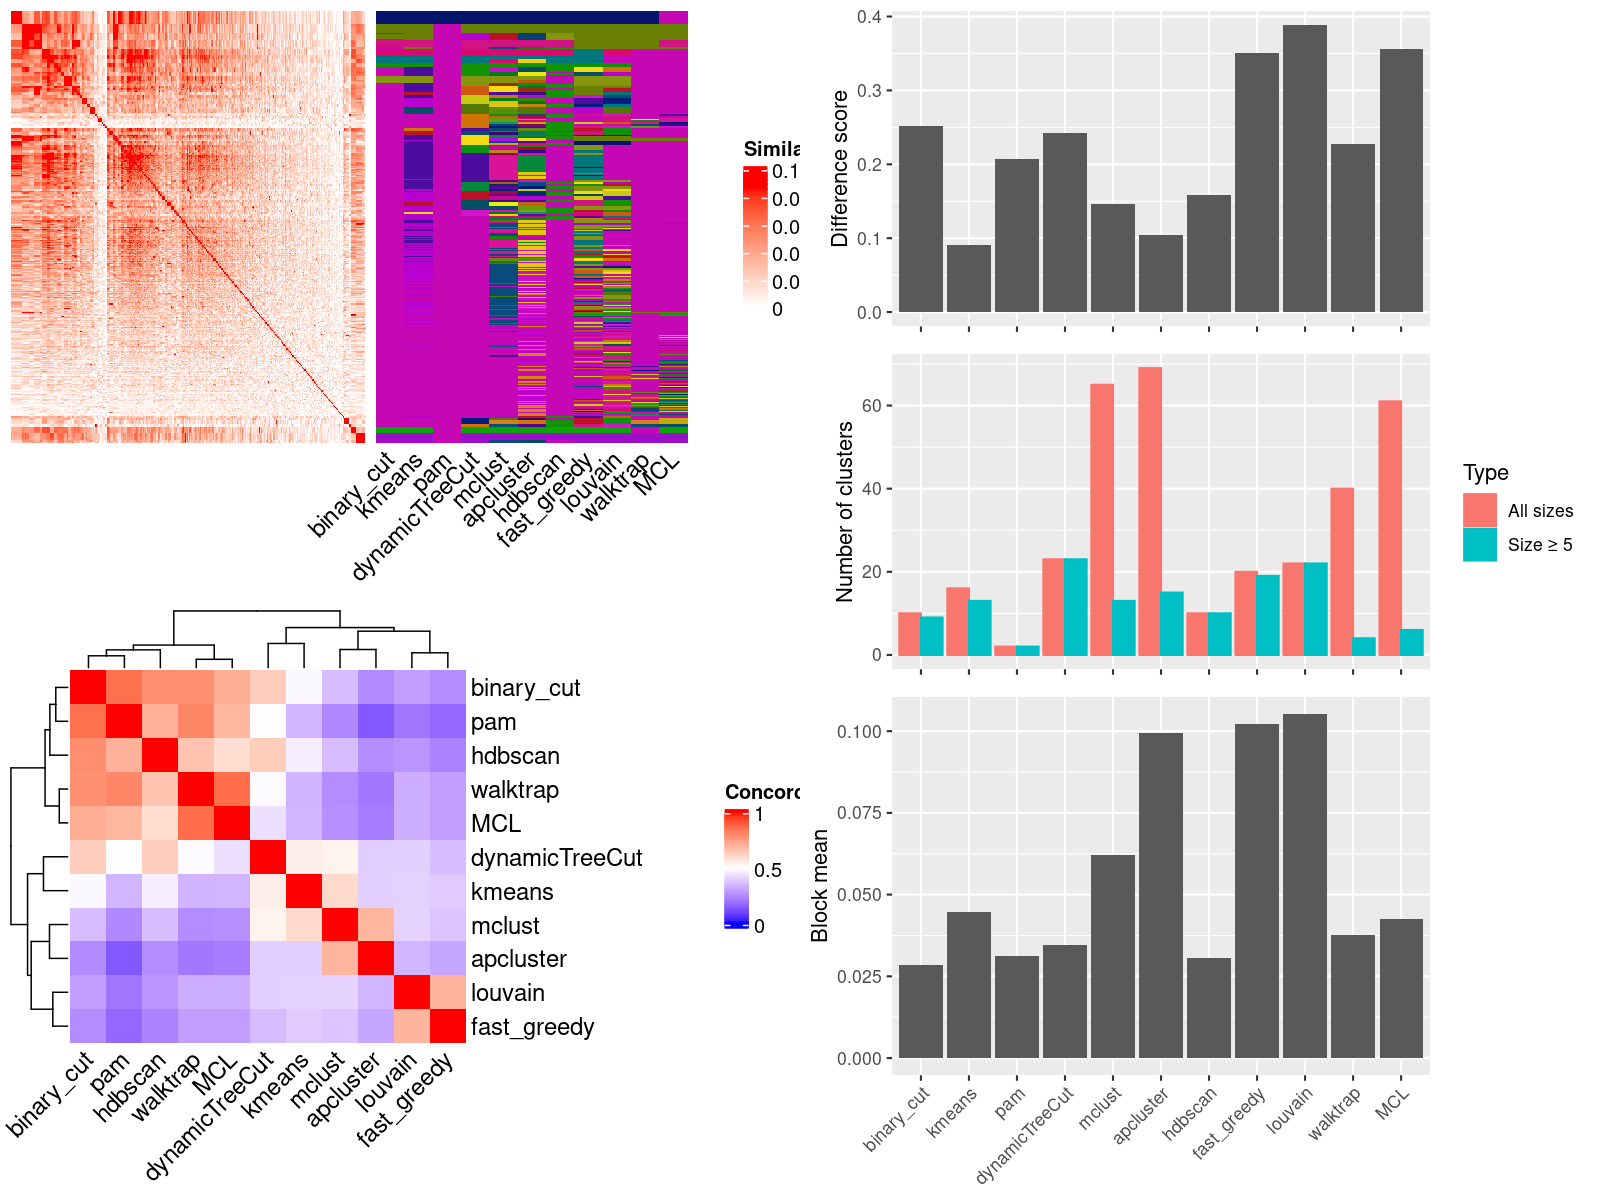 Simila
0.1
0.0
0.0
0.0
0.0
0
binary_cut
kmeans
pam
dynamicTreeCut
mclust
apcluster
hdbscan
fast_greedy
louvain
walktrap
MCL
binary_cut
pam
hdbscan
walktrap
MCL
dynamicTreeCut
kmeans
mclust
apcluster
louvain
fast_greedy
binary_cut
pam
hdbscan
walktrap
MCL
dynamicTreeCut
kmeans
mclust
apcluster
louvain
fast_greedy
Concord
1
0.5
0
Difference score
0.4
0.3
0.2
0.1
0.0
Number of clusters
60
40
20
0
Type
All sizes
Size ≥ 5
Block mean
0.100
0.075
0.050
0.025
0.000
binary_cut
kmeans
pam
dynamicTreeCut
mclust
apcluster
hdbscan
fast_greedy
louvain
walktrap
MCL